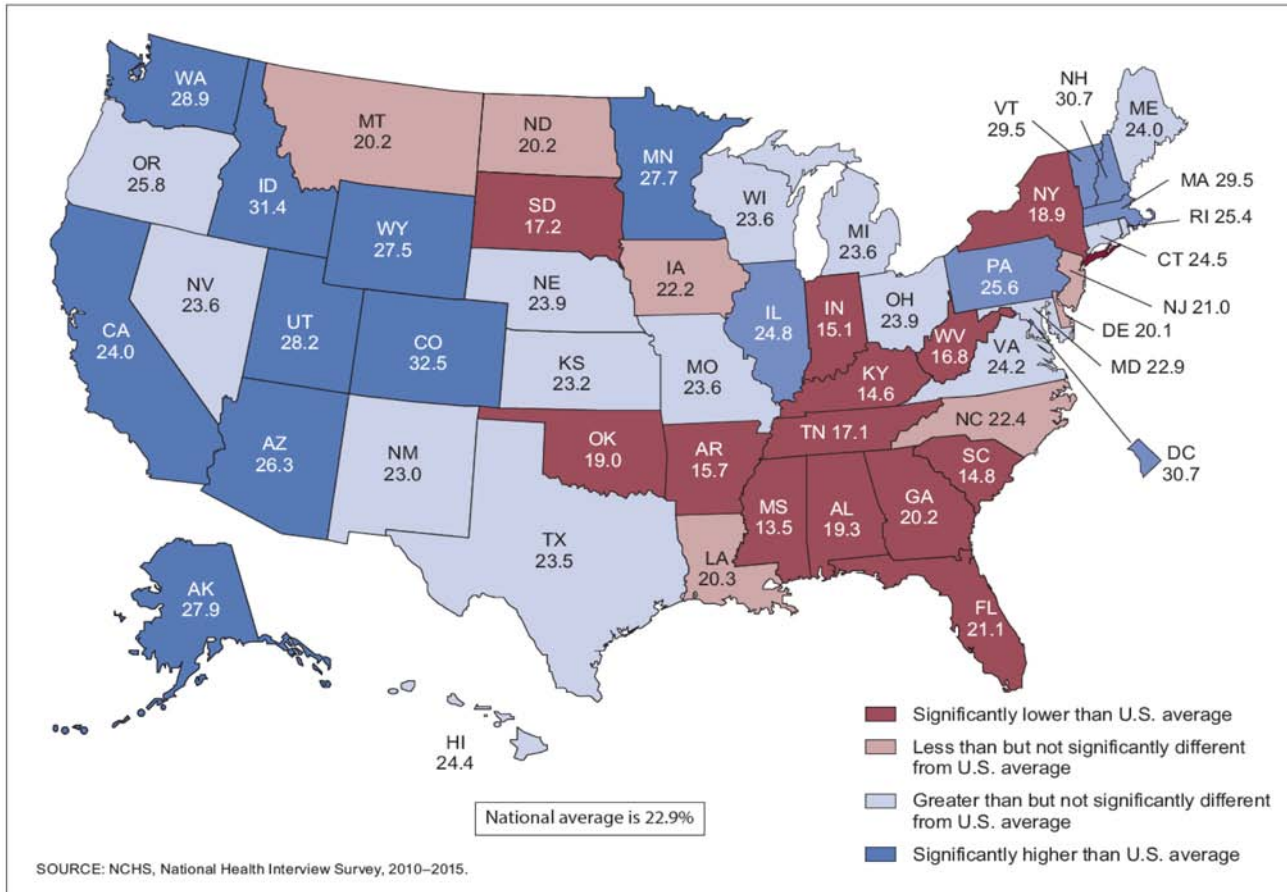 WA
28.9
OR
25.8
CA
24.0
NV
23.6
ID
31.4
MT
20.2
WY
27.5
UT
28.2
CO
32.5
AZ
26.3
NM
23.0
ND
20.2
SD
17.2
NE
23.9
KS
23.2
OK
19.0
TX
23.5
MN
27.7
IA
22.2
MO
23.6
AR
15.7
LA
20.3
WI
23.6
IL
24.8
MI
23.6
IN
15.1
OH
23.9
KY
14.6
TN 17.1
MS
13.5
AL
19.3
GA
20.2
FL
21.1
SC
14.8
NC 22.4
VA
24.2
WV
16.8
PA
25.6
NY
18.9
VT
29.5
NH
30.7
ME
24.0
MA 29.5
RI 25.4
CT 24.5
NJ 21.0
DE 20.1
MD 22.9
DC
30.7
AK
27.9
HI
24.4
Significantly lower than U.S. average
Less than but not significantly different
from U.S. average
Greater than but not significantly different
from U.S. average
Significantly higher than U.S. average
National average is 22.9%
SOURCE: NCHS, National Health Interview Survey, 2010–2015.